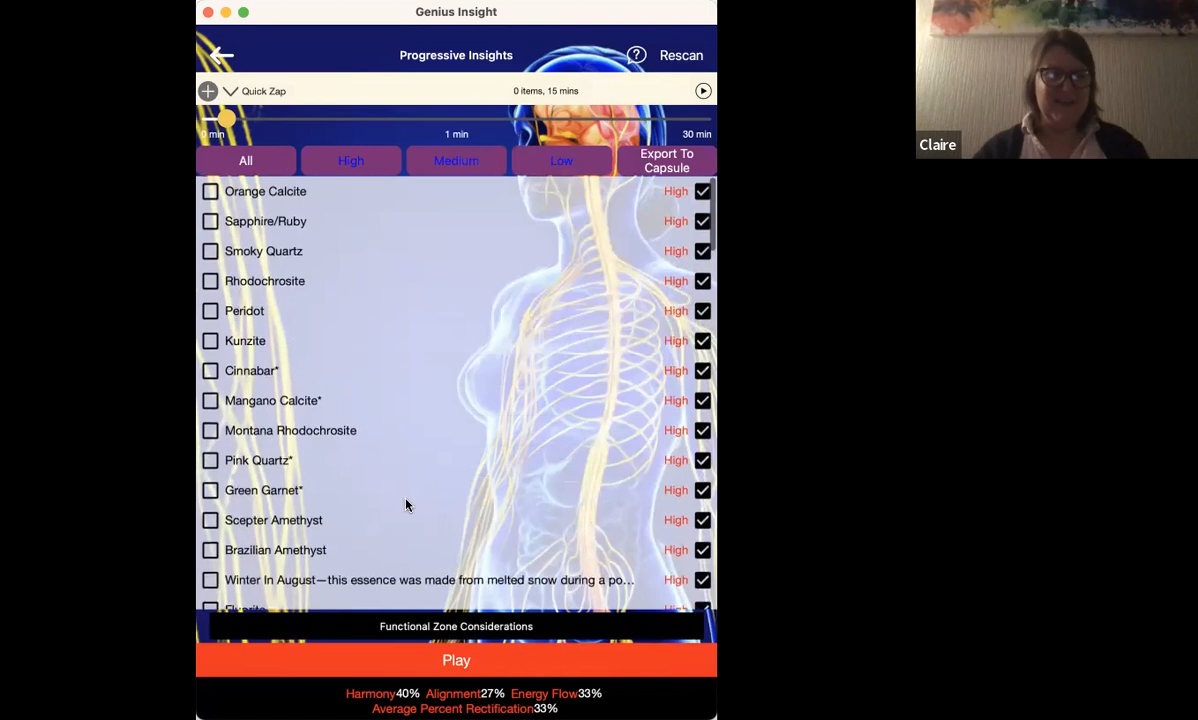 Genius Insight
Progressive Insights
Rescan
Quick Zap 0 items, 15 mins
0 min 1 min 30 min
All High Medium Low Export To Capsule
Orange Calcite High
Sapphire/Ruby High
Smoky Quartz High
Rhodochrosite High
Peridot High
Kunzite High
Cinnabar* High
Mangano Calcite* High
Montana Rhodochrosite High
Pink Quartz* High
Green Garnet* High
Scepter Amethyst High
Brazilian Amethyst High
Winter In August—this essence was made from melted snow during a po... High
Fluorite High
Functional Zone Considerations
Play
Harmony40% Alignment27% Energy Flow33%
Average Percent Rectification33%
Claire